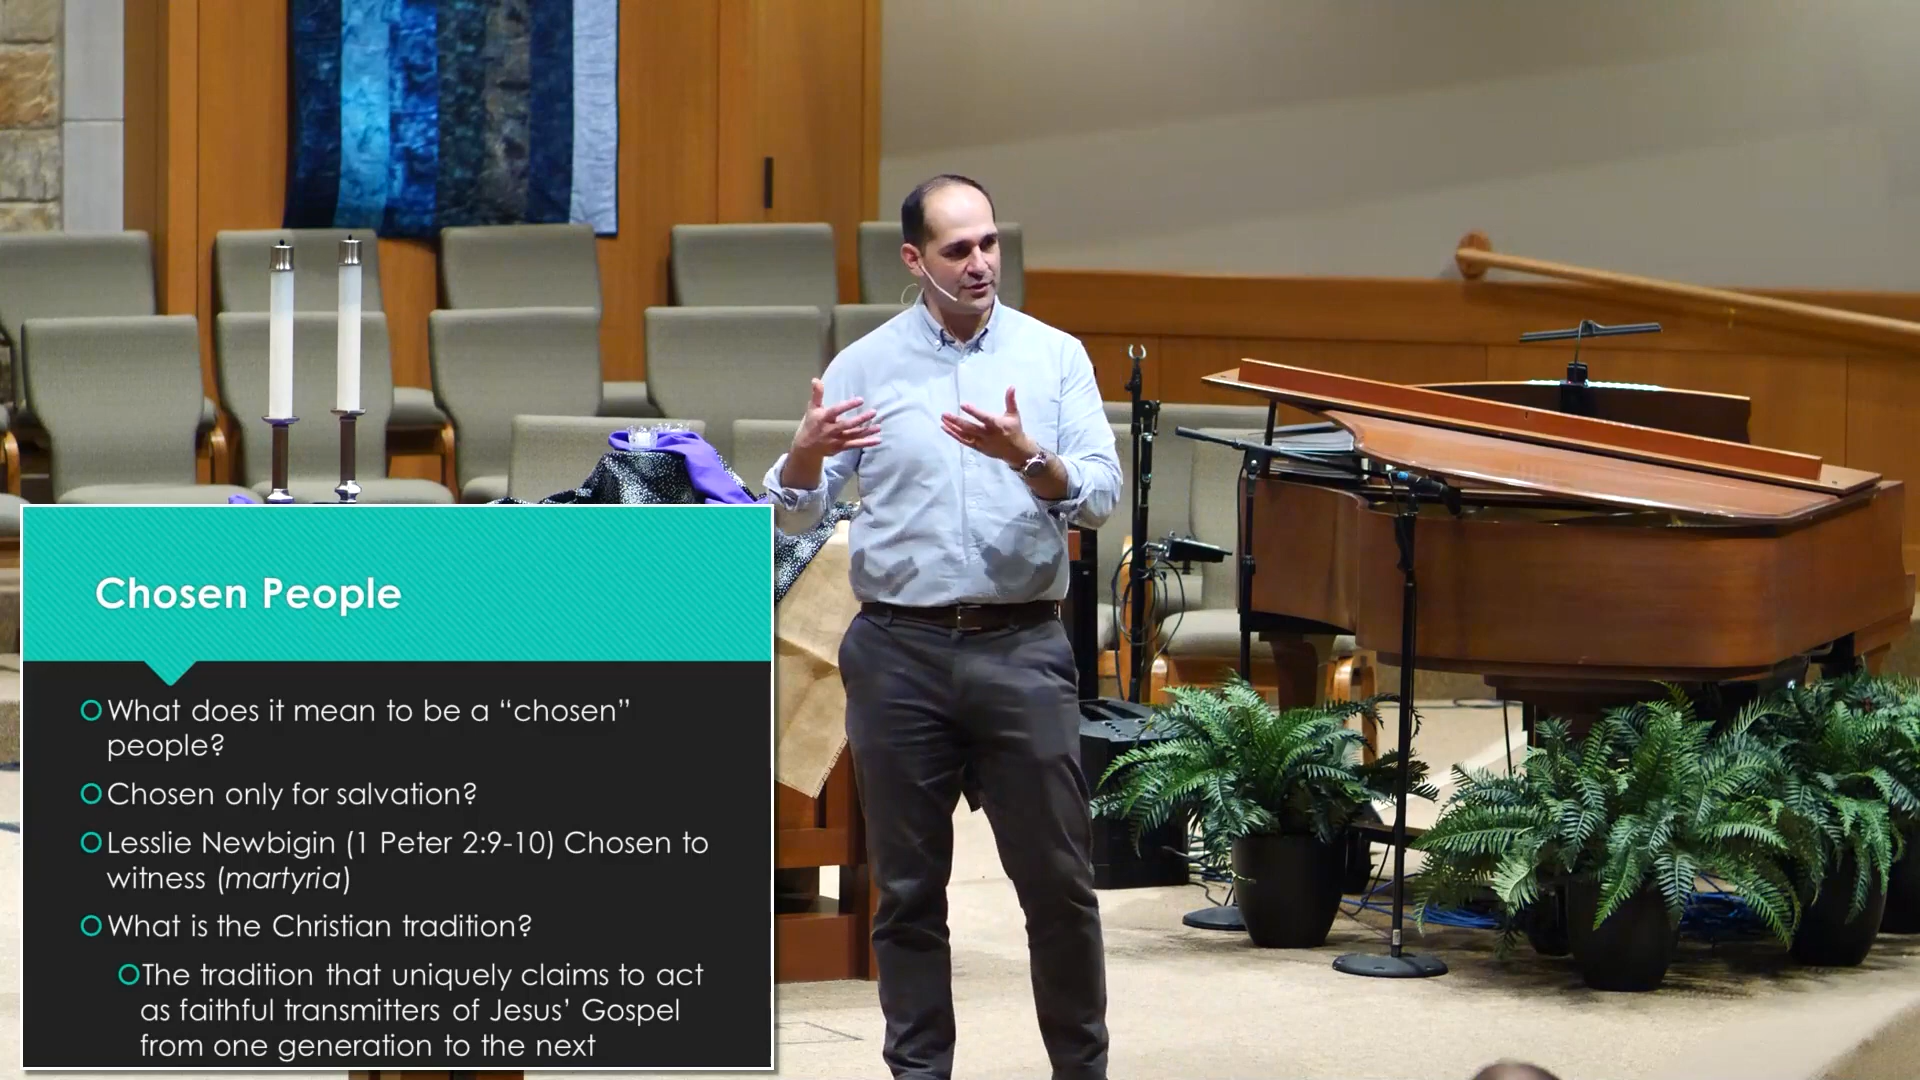 Chosen People
What does it mean to be a “chosen”
people?
Chosen only for salvation?
Lesslie Newbigin (1 Peter 2:9-10) Chosen to
witness (martyria)
What is the Christian tradition?
The tradition that uniquely claims to act
as faithful transmitters of Jesus’ Gospel
from one generation to the next